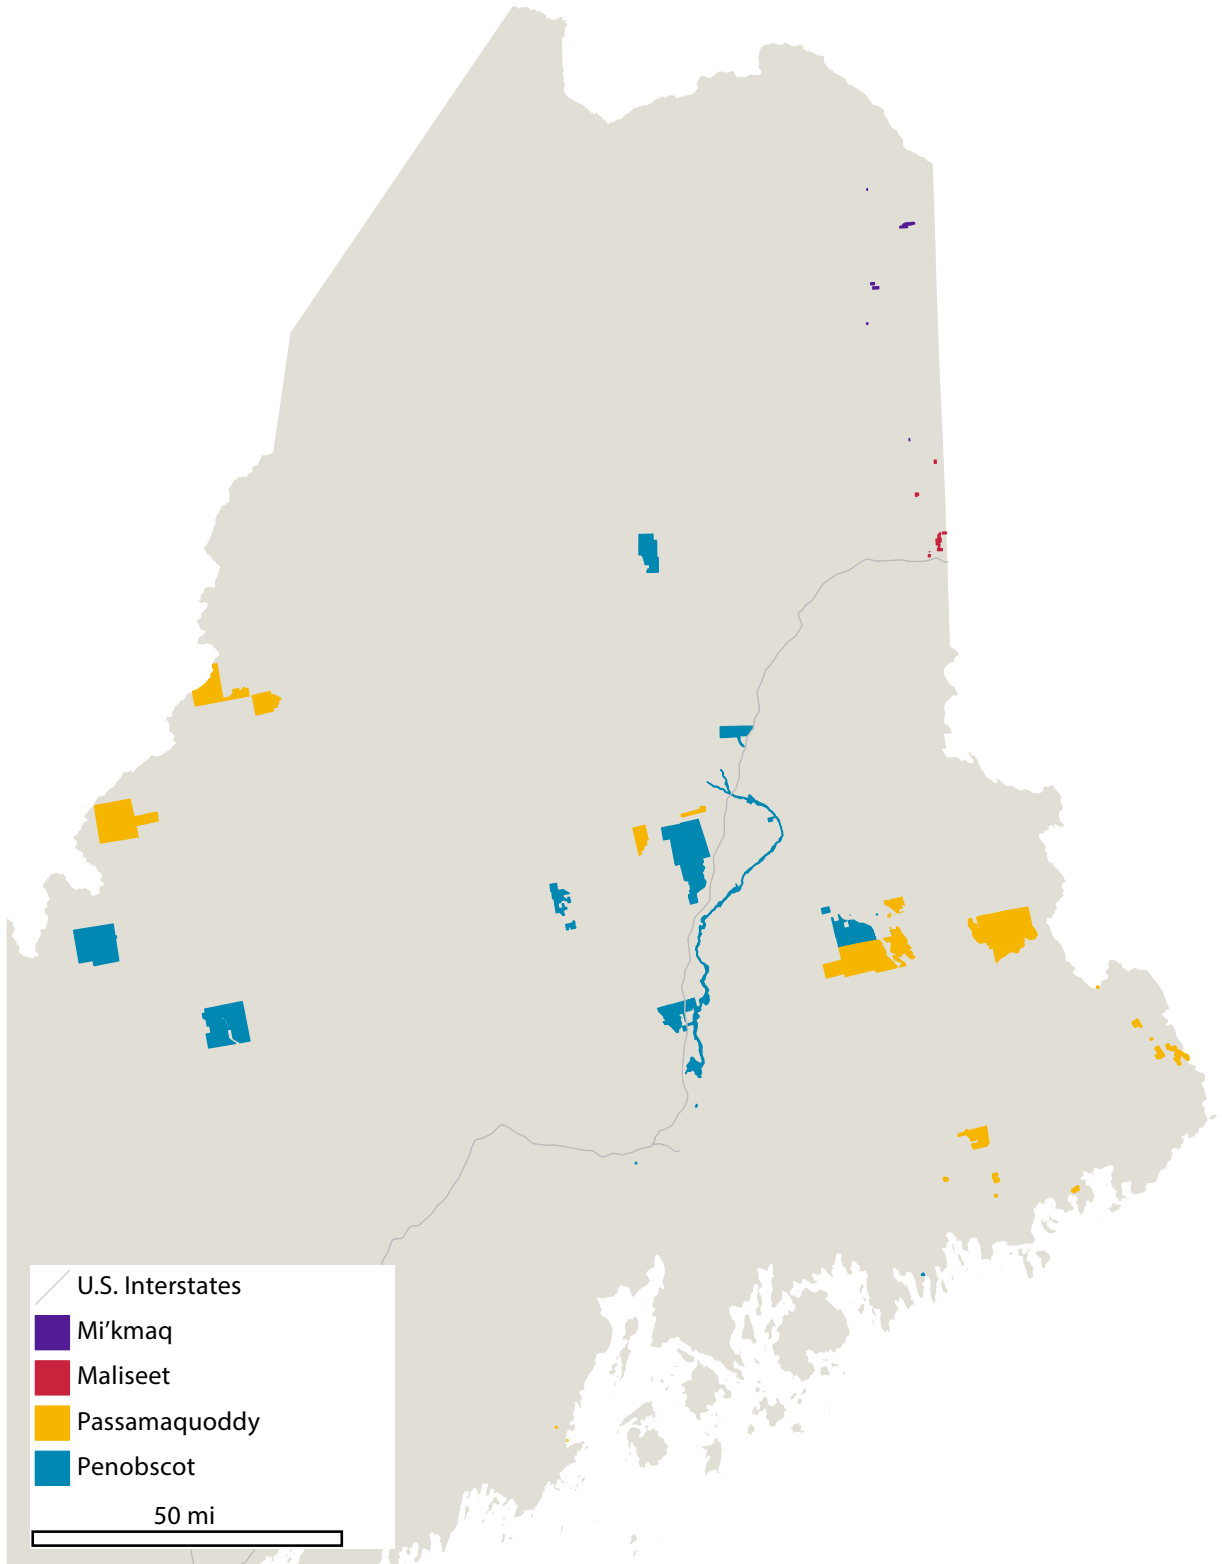 U.S. Interstates
Mi’kmaq
Maliseet
Passamaquoddy
Penobscot
50 mi